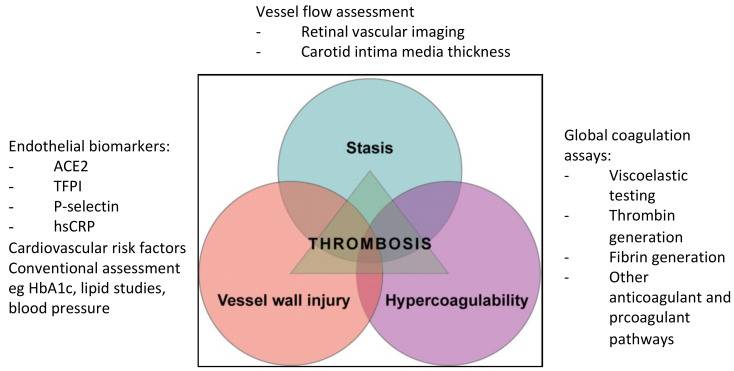 Vessel flow assessment
- Retinal vascular imaging
- Carotid intima media thickness
Endothelial biomarkers:
- ACE2
- TFPI
- P-selectin
- hsCRP
Cardiovascular risk factors
Conventional assessment
eg HbA1c, lipid studies,
blood pressure
Stasis
THROMBOSIS
Vessel wall injury
Hypercoagulability
Global coagulation
assays:
- Viscoelastic
testing
- Thrombin
generation
- Fibrin generation
- Other
anticoagulant and
prcoagulant
pathways